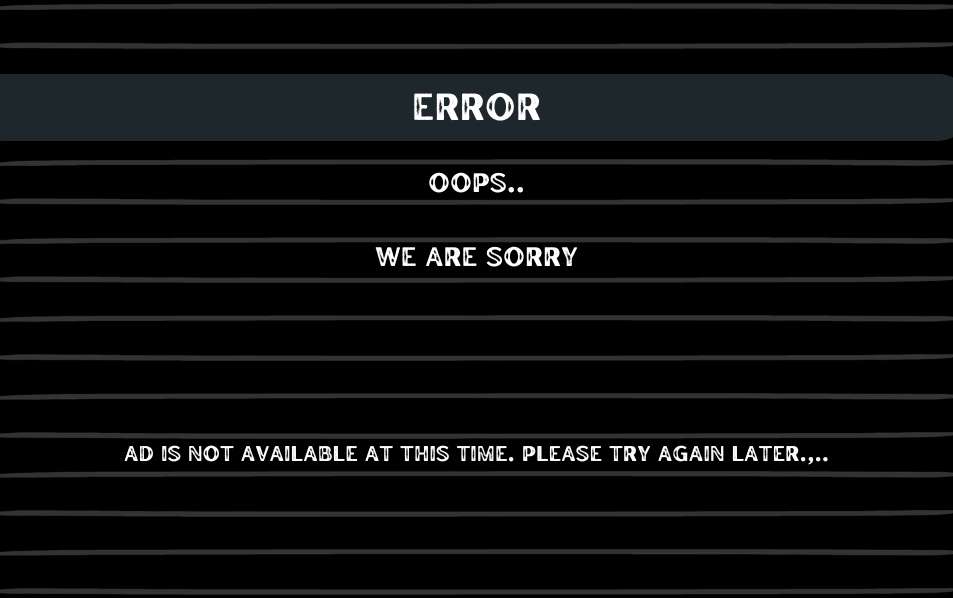 ERROR
OOPS..
WE ARE SORRY
AD IS NOT AVAILABLE AT THIS TIME. PLEASE TRY AGAIN LATER.,..